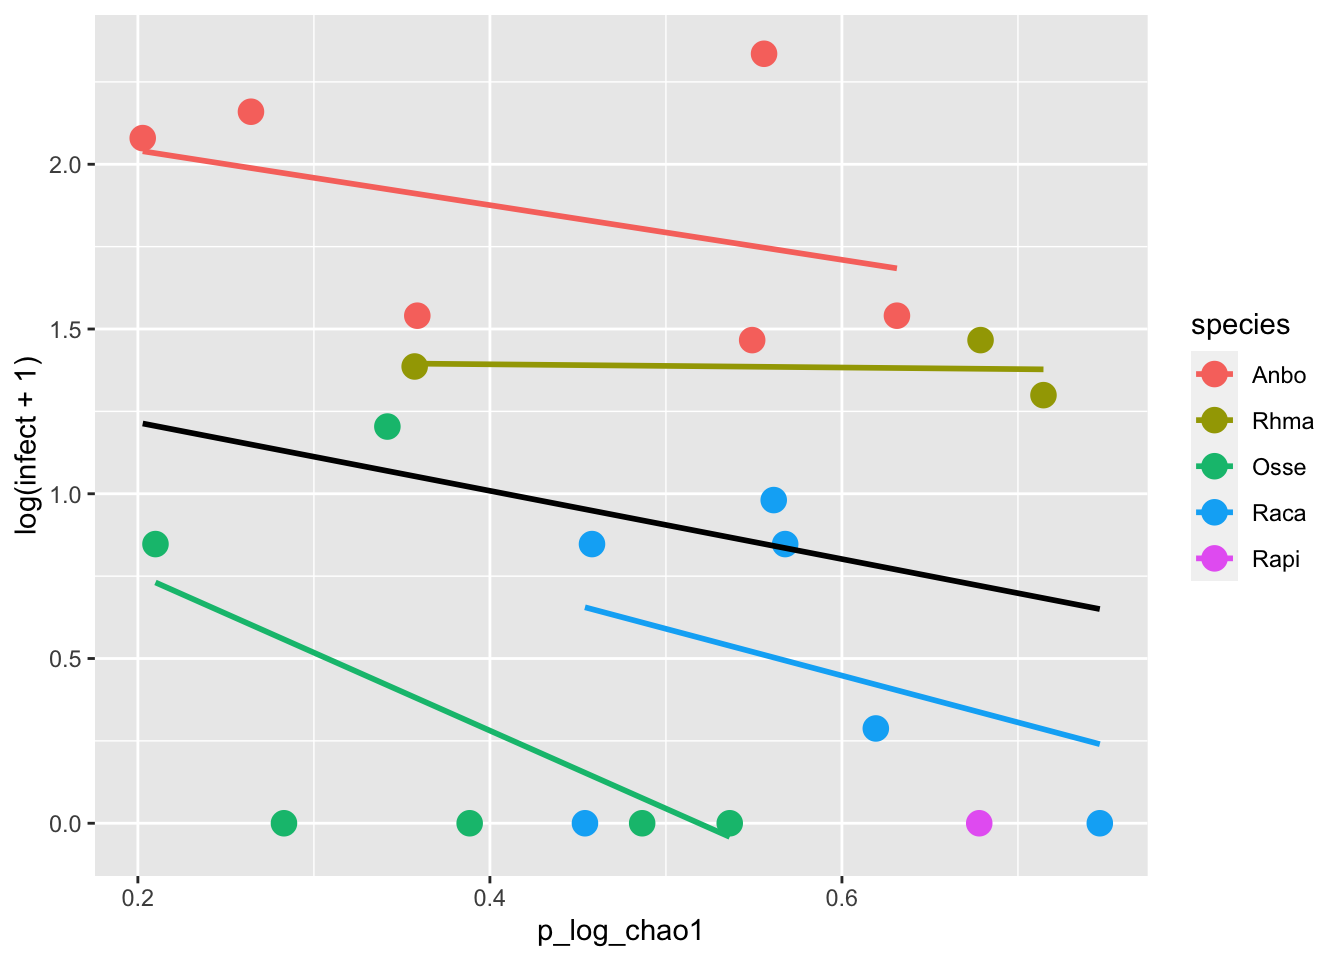 2.0
1.5
1.0
0.5
0.0
log(infect + 1)
0.2
0.4
0.6
p_log_chao1
species
Anbo
Rhma
Osse
Raca
Rapi